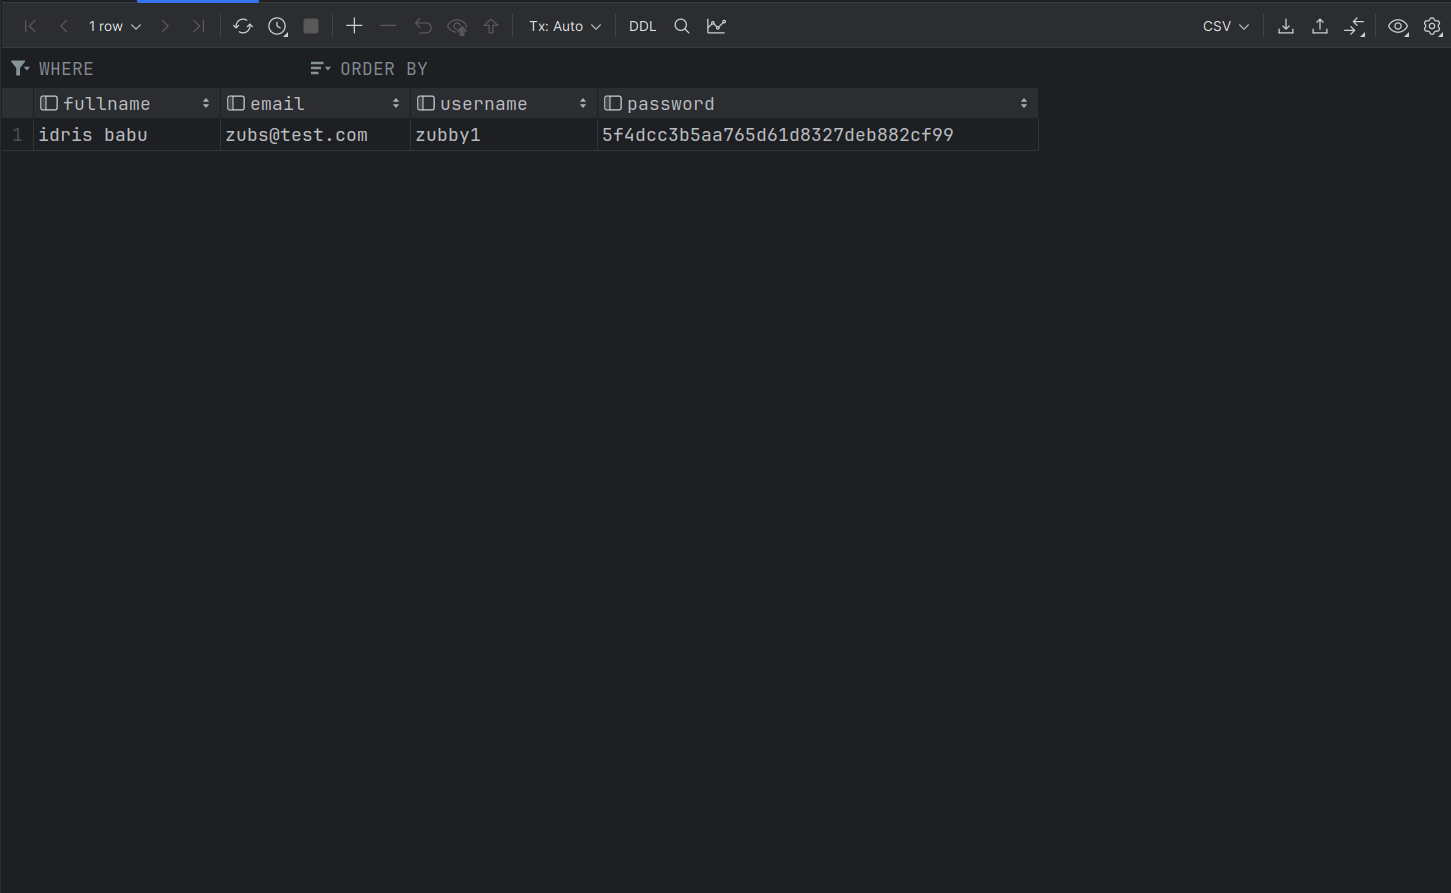 1 row Tx: Auto DDL CSV
WHERE ORDER BY
fullname email username password
1 idris babu zubs@test.com zubby1 5f4dcc3b5aa765d61d8327deb882cf99